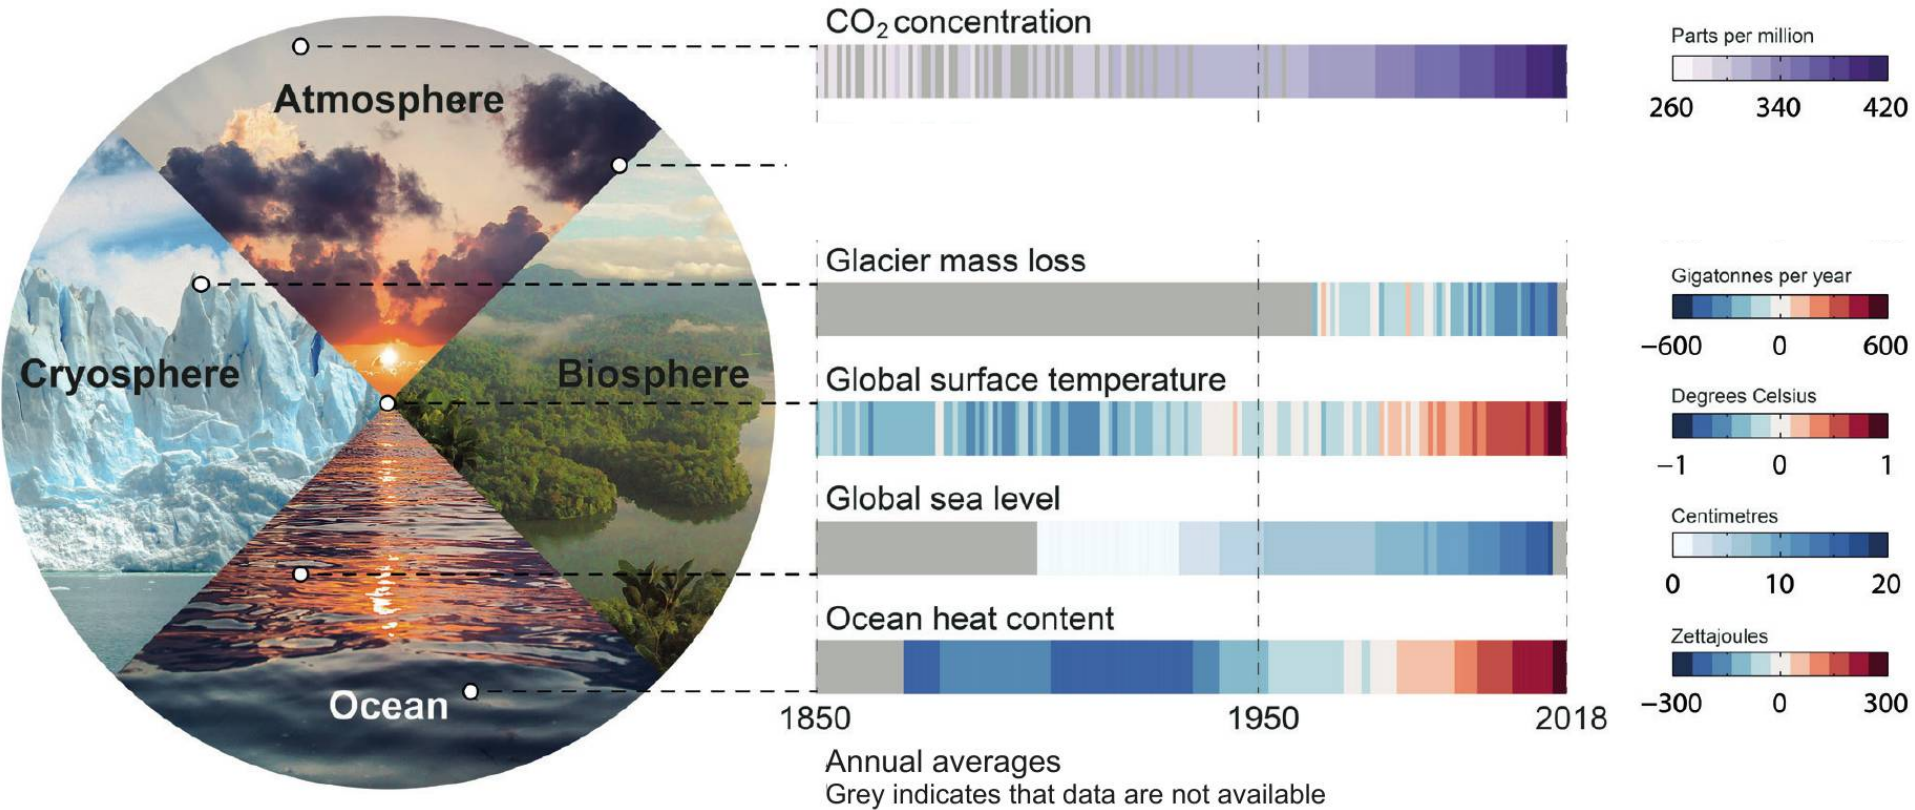 CO₂ concentration
Parts per million
260 340 420
Atmosphere
Glacier mass loss
Gigatonnes per year
−600 0 600
Cryosphere
Biosphere
Global surface temperature
Degrees Celsius
−1 0 1
Global sea level
Centimetres
0 10 20
Ocean heat content
Zettajoules
−300 0 300
Ocean
1850 1950 2018
Annual averages
Grey indicates that data are not available